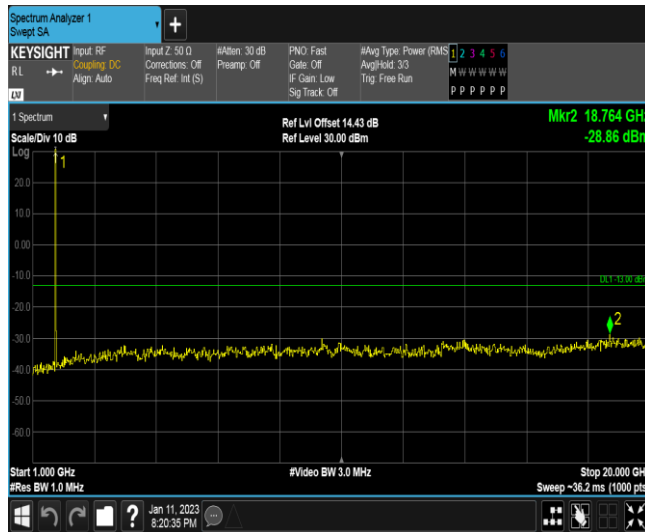 Spectrum Analyzer 1
Swept SA
+
KEYSIGHT
RL
LXI
Input: RF
Coupling: DC
Align: Auto
Input Z: 50 Ω
Corrections: Off
Freq Ref: Int (S)
#Atten: 30 dB
Preamp: Off
PNO: Fast
Gate: Off
IF Gain: Low
Sig Track: Off
#Avg Type: Power (RMS
Avg|Hold: 3/3
Trig: Free Run
1 2 3 4 5 6
M W W W W W
P P P P P P
1 Spectrum
Scale/Div 10 dB
Log
Ref Lvl Offset 14.43 dB
Ref Level 30.00 dBm
Mkr2 18.764 GHz
-28.86 dBm
1
20.0
10.0
0.00
-10.0
DL1 -13.00 dBm
-20.0
2
-30.0
-40.0
-50.0
-60.0
Start 1.000 GHz
#Res BW 1.0 MHz
#Video BW 3.0 MHz
Stop 20.000 GHz
Sweep ~36.2 ms (1000 pts)
?
Jan 11, 2023
8:20:35 PM